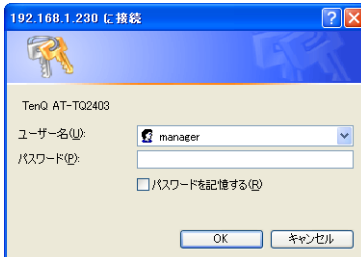 192.168.1.230 に接続
TenQ AT-TQ2403
ユーザー名(U):
manager
パスワード(P):
パスワードを記憶する(R)
OK キャンセル